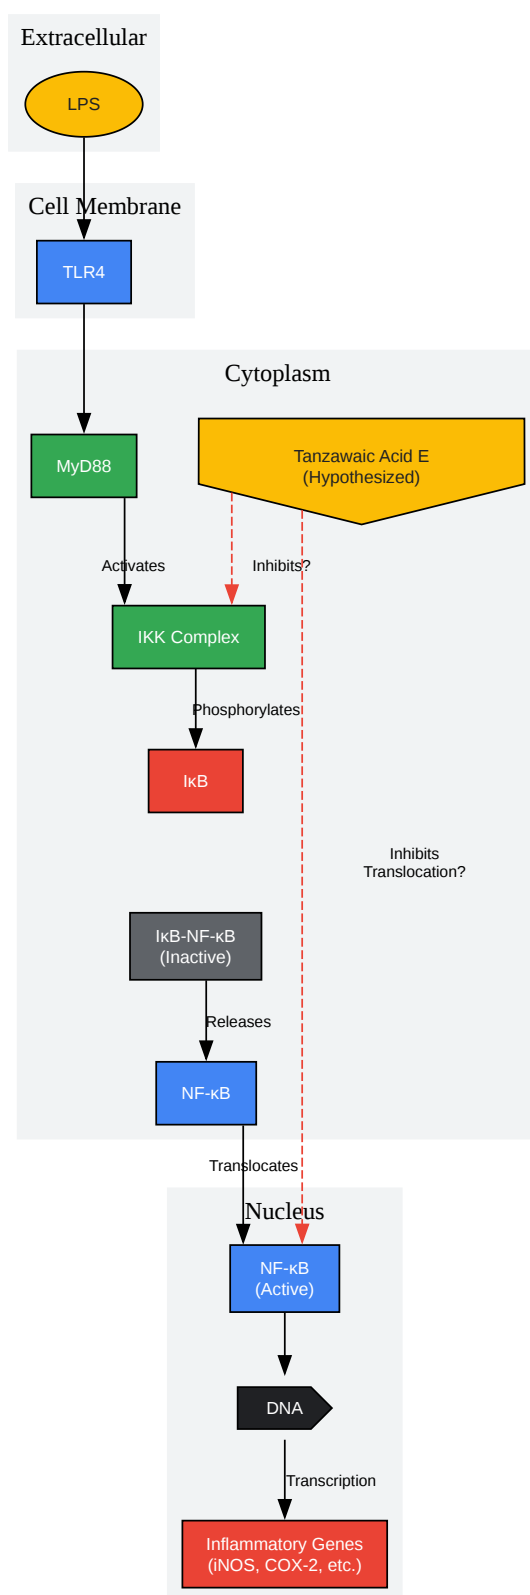 Extracellular
LPS
Cell Membrane
TLR4
Cytoplasm
MyD88
Tanzawaic Acid E
(Hypothesized)
Activates
Inhibits?
IKK Complex
Phosphorylates
IκB
Inhibits
Translocation?
IκB-NF-κB
(Inactive)
Releases
NF-κB
Translocates
Nucleus
NF-κB
(Active)
DNA
Transcription
Inflammatory Genes
(iNOS, COX-2, etc.)